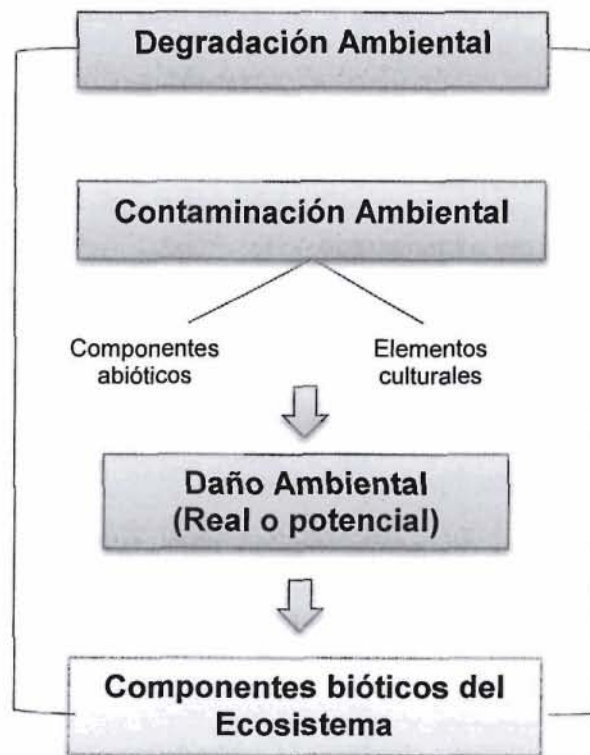 Degradación Ambiental
Contaminación Ambiental
Componentes
abióticos
Elementos
culturales
Daño Ambiental
(Real o potencial)
Componentes bióticos del
Ecosistema